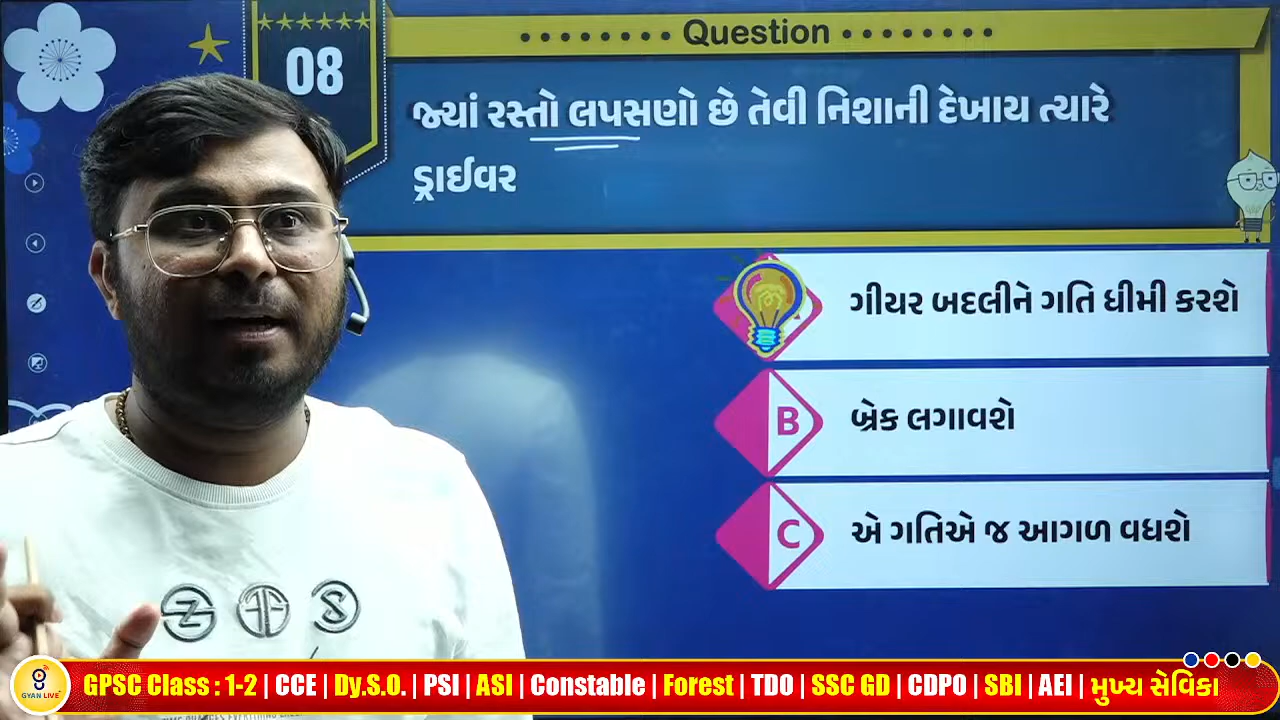 Question
08
જ્યાં રસ્તો લપસણો છે તેવી નિશાની દેખાય ત્યારે
ડ્રાઈવર
ગીયર બદલીને ગતિ ધીમી કરશે
B
બ્રેક લગાવશે
C
એ ગતિએ જ આગળ વધશે
GYAN LIVE
GPSC Class : 1-2 | CCE | Dy.S.O. | PSI | ASI | Constable | Forest | TDO | SSC GD | CDPO | SBI | AEI | મુખ્ય સેવિકા